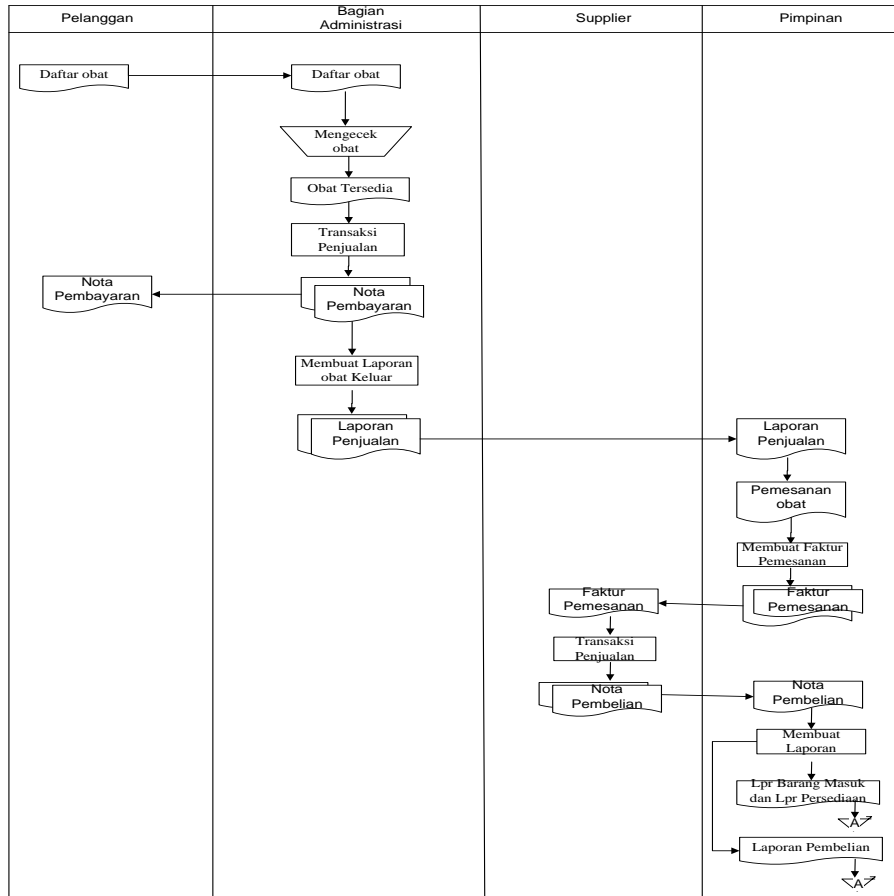 Pelanggan
Bagian
Administrasi
Supplier
Pimpinan
Daftar obat
Daftar obat
Mengecek
obat
Obat Tersedia
Transaksi
Penjualan
Nota
Pembayaran
Nota
Pembayaran
Membuat Laporan
obat Keluar
Laporan
Penjualan
Laporan
Penjualan
Pemesanan
obat
Membuat Faktur
Pemesanan
Faktur
Pemesanan
Faktur
Pemesanan
Transaksi
Penjualan
Nota
Pembelian
Nota
Pembelian
Membuat
Laporan
Lpr Barang Masuk
dan Lpr Persediaan
A
Laporan Pembelian
A